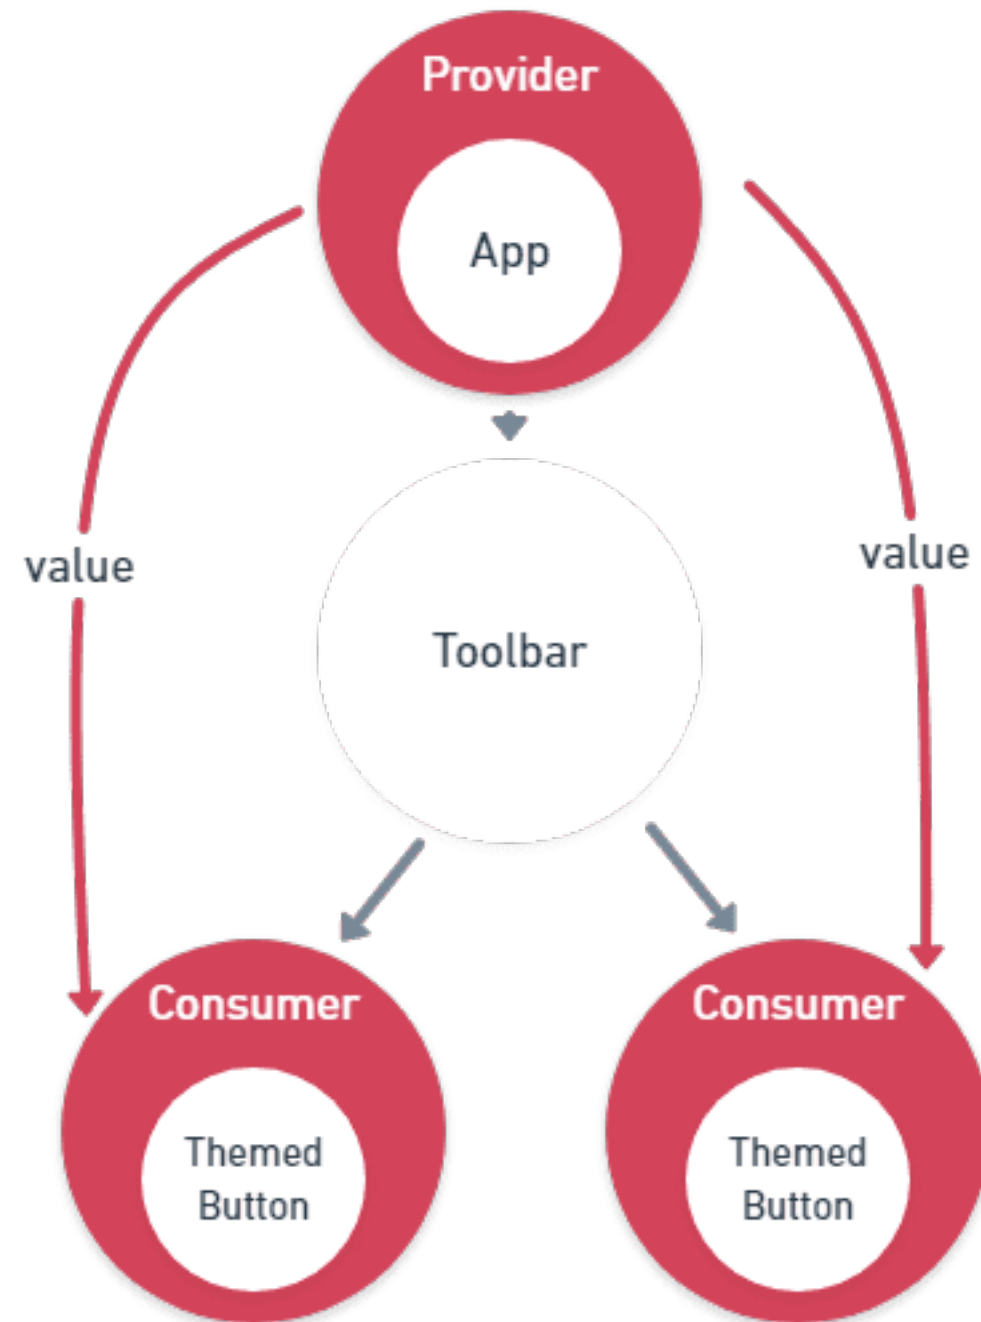 Provider
App
value
value
Toolbar
Consumer
Consumer
Themed
Button
Themed
Button